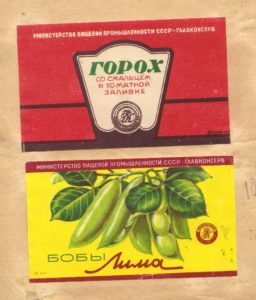 МИНИСТЕРСТВО ПИЩЕВОЙ ПРОМЫШЛЕННОСТИ СССР-ГЛАВКОНСЕРВ
ГОРОХ
СО СМАЛЬЦЕМ
В ТОМАТНОЙ
ЗАЛИВКЕ
МИНИСТЕРСТВО ПИЩЕВОЙ ПРОМЫШЛЕННОСТИ СССР-ГЛАВКОНСЕРВ
БОБЫ
Лима